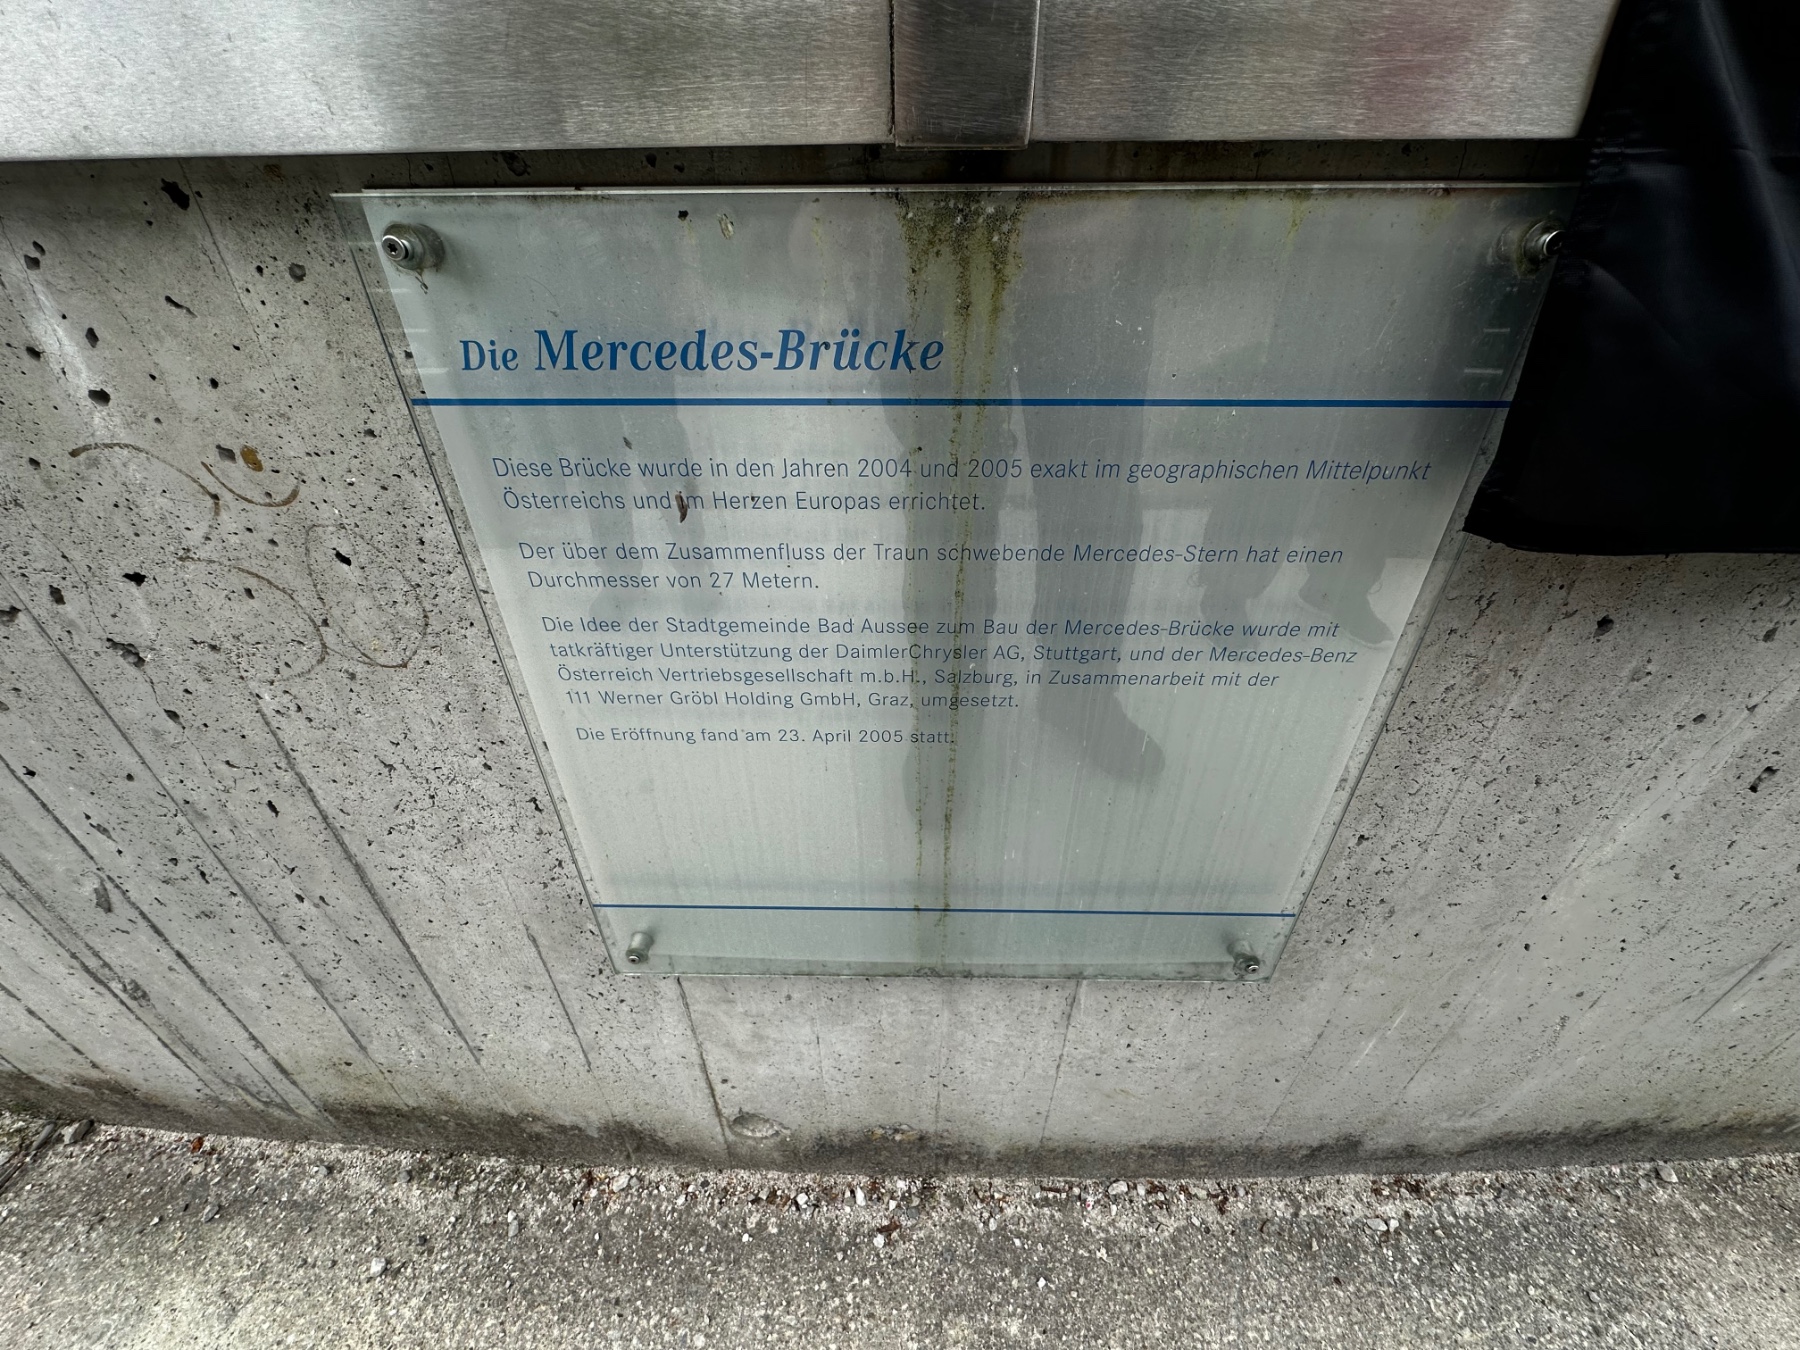 Die Mercedes-Brücke
Diese Brücke wurde in den Jahren 2004 und 2005 exakt im geographischen Mittelpunkt
Österreichs und im Herzen Europas errichtet.
Der über dem Zusammenfluss der Traun schwebende Mercedes-Stern hat einen
Durchmesser von 27 Metern.
Die Idee der Stadtgemeinde Bad Aussee zum Bau der Mercedes-Brücke wurde mit
tatkräftiger Unterstützung der DaimlerChrysler AG, Stuttgart, und der Mercedes-Benz
Österreich Vertriebsgesellschaft m.b.H., Salzburg, in Zusammenarbeit mit der
111 Werner Gröbl Holding GmbH, Graz, umgesetzt.
Die Eröffnung fand am 23. April 2005 statt.